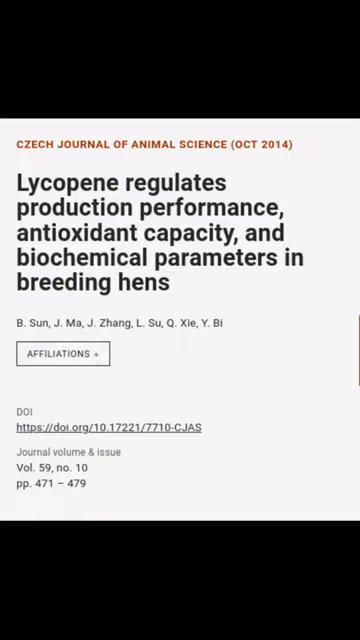 CZECH JOURNAL OF ANIMAL SCIENCE (OCT 2014)
Lycopene regulates
production performance,
antioxidant capacity, and
biochemical parameters in
breeding hens
B. Sun, J. Ma, J. Zhang, L. Su, Q. Xie, Y. Bi
AFFILIATIONS +
DOI
https://doi.org/10.17221/7710-CJAS
Journal volume & issue
Vol. 59, no. 10
pp. 471 – 479